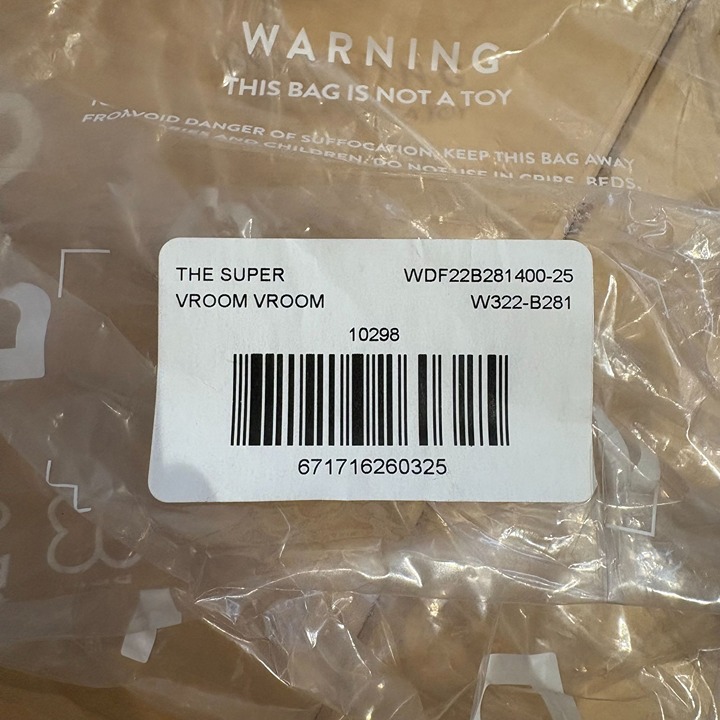 WARNING
THIS BAG IS NOT A TOY
AVOID DANGER OF SUFFOCATION, KEEP THIS BAG AWAY
FROM
AND CHILDREN. DO NOT USE IN CRIBS, BEDS,
THE SUPER WDF22B281400-25
VROOM VROOM W322-B281
10298
671716260325